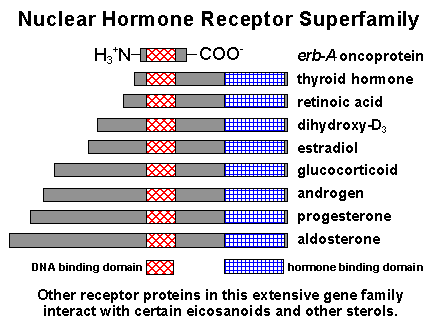 Nuclear Hormone Receptor Superfamily
H₃⁺N COO⁻ erb-A oncoprotein
thyroid hormone
retinoic acid
dihydroxy-D₃
estradiol
glucocorticoid
androgen
progesterone
aldosterone
DNA binding domain hormone binding domain
Other receptor proteins in this extensive gene family
interact with certain eicosanoids and other sterols.